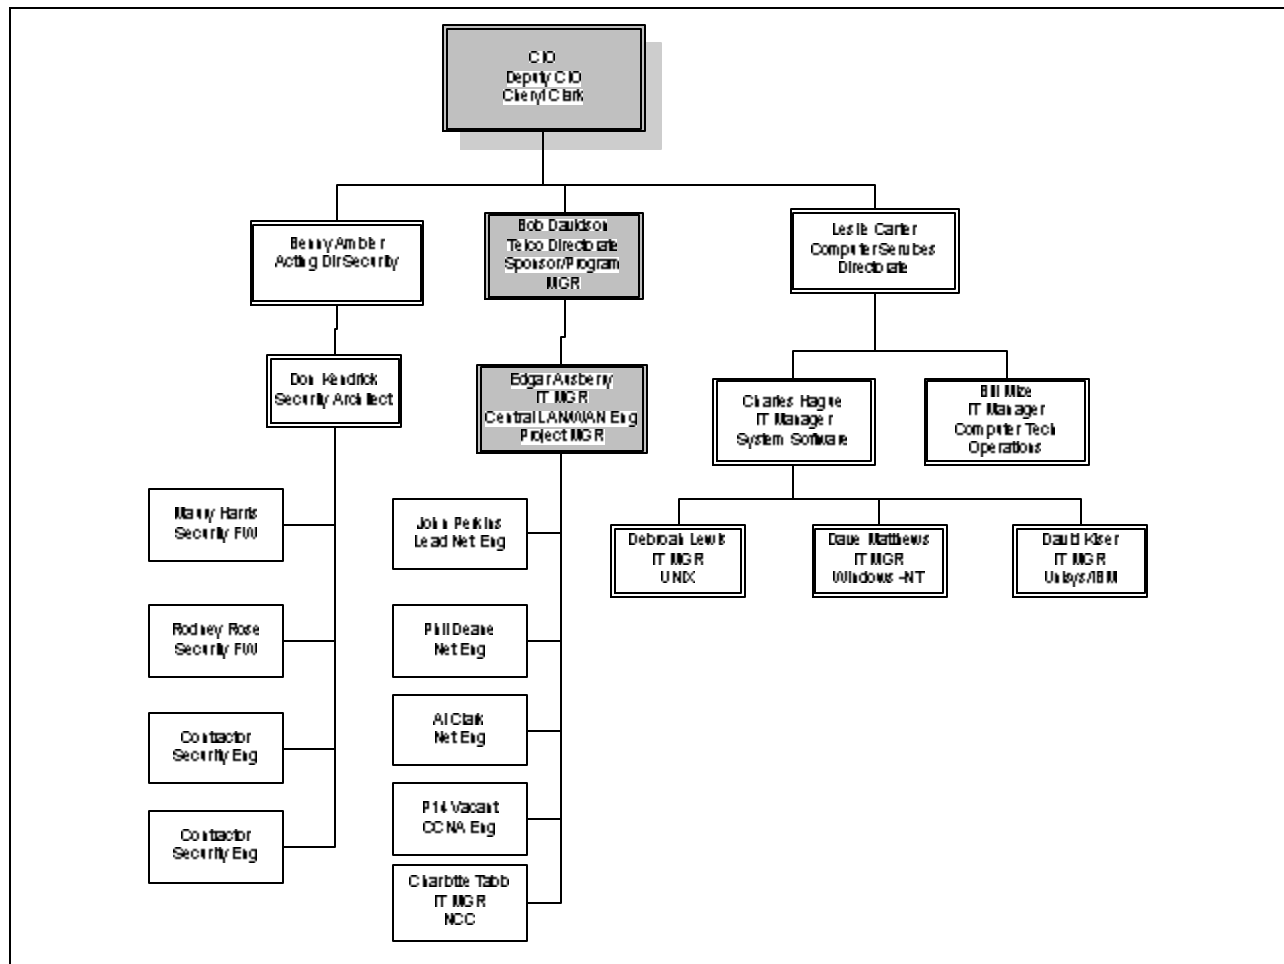 CIO
Deputy CIO
Cheryl Clark
Benny Ambler
Acting Dir Security
Bob Davidson
Telco Directorate
Sponsor/Program
MGR
Leslie Carter
Computer Services
Directorate
Don Kendrick
Security Architect
Edgar Ausberry
IT MGR
Central LAN/WAN Eng
Project MGR
Charles Hague
IT Manager
System Software
Bill Mize
IT Manager
Computer Tech
Operations
Manny Harris
Security FW
John Perkins
Lead Net Eng
Debroah Lewis
IT MGR
UNIX
Dave Matthews
IT MGR
Windows -NT
David Kiser
IT MGR
Unisys/IBM
Rodney Rose
Security FW
Phil Deane
Net Eng
Contractor
Security Eng
Al Clark
Net Eng
Contractor
Security Eng
P14 Vacant
CCNA Eng
Charlotte Tabb
IT MGR
NCC